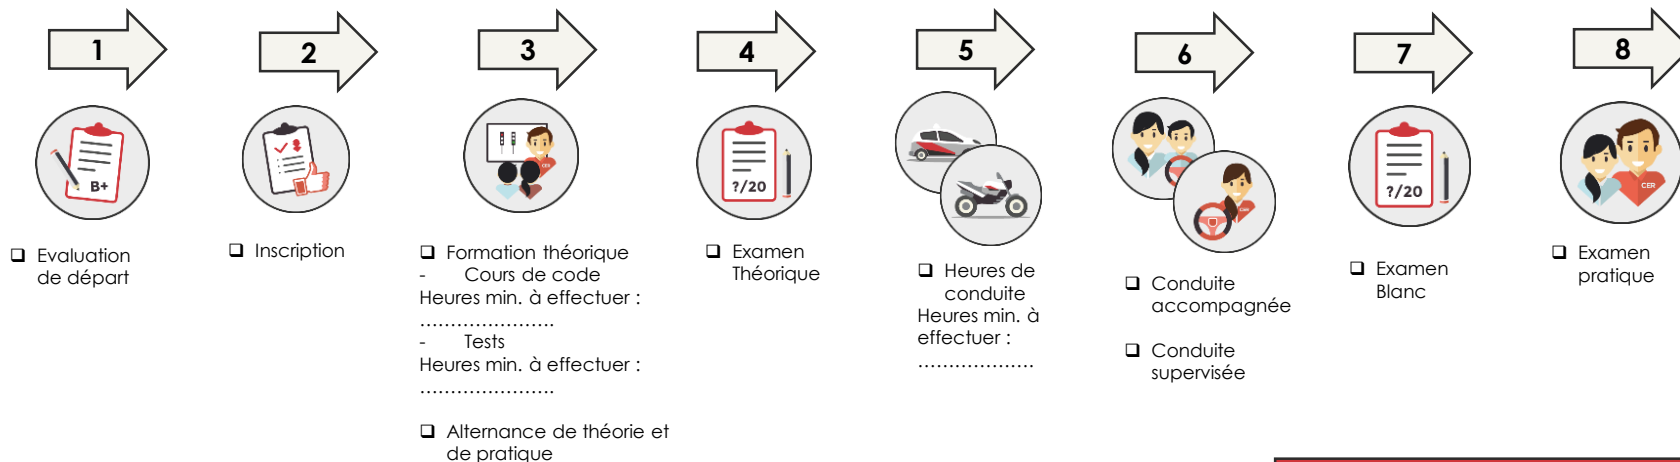 1
2
3
4
5
6
7
8
B+
CER
?/20
CER
?/20
CER
❑ Evaluation
de départ
❑ Inscription
❑ Formation théorique
- Cours de code
Heures min. à effectuer :
......................
- Tests
Heures min. à effectuer :
......................
❑ Alternance de théorie et
de pratique
❑ Examen
Théorique
❑ Heures de
conduite
Heures min. à
effectuer :
...................
❑ Conduite
accompagnée
❑ Conduite
supervisée
❑ Examen
Blanc
❑ Examen
pratique